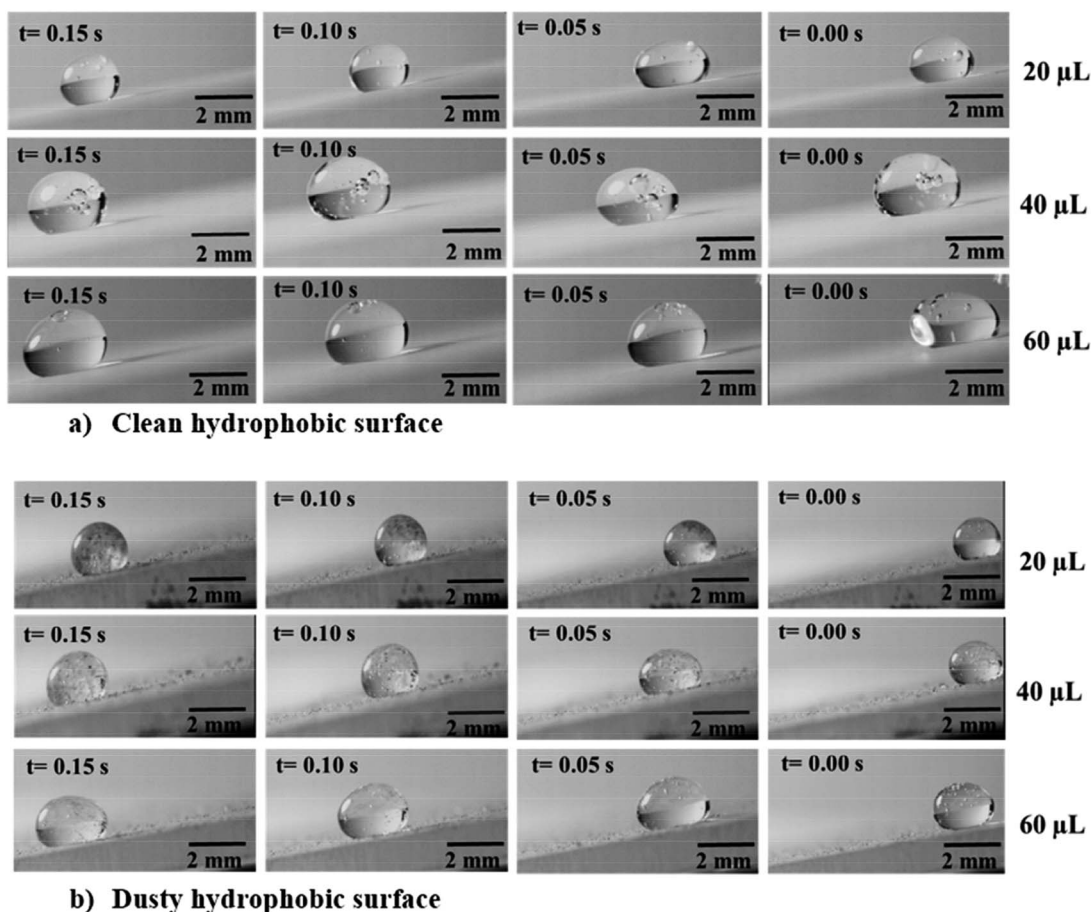 t= 0.15 s t= 0.10 s t= 0.05 s t= 0.00 s
20 µL
2 mm 2 mm 2 mm 2 mm
t= 0.15 s t= 0.10 s t= 0.05 s t= 0.00 s
40 µL
2 mm 2 mm 2 mm 2 mm
t= 0.15 s t= 0.10 s t= 0.05 s t= 0.00 s
60 µL
2 mm 2 mm 2 mm 2 mm
a) Clean hydrophobic surface
t= 0.15 s t= 0.10 s t= 0.05 s t= 0.00 s
20 µL
2 mm 2 mm 2 mm 2 mm
t= 0.15 s t= 0.10 s t= 0.05 s t= 0.00 s
40 µL
2 mm 2 mm 2 mm 2 mm
t= 0.15 s t= 0.10 s t= 0.05 s t= 0.00 s
60 µL
2 mm 2 mm 2 mm 2 mm
b) Dusty hydrophobic surface